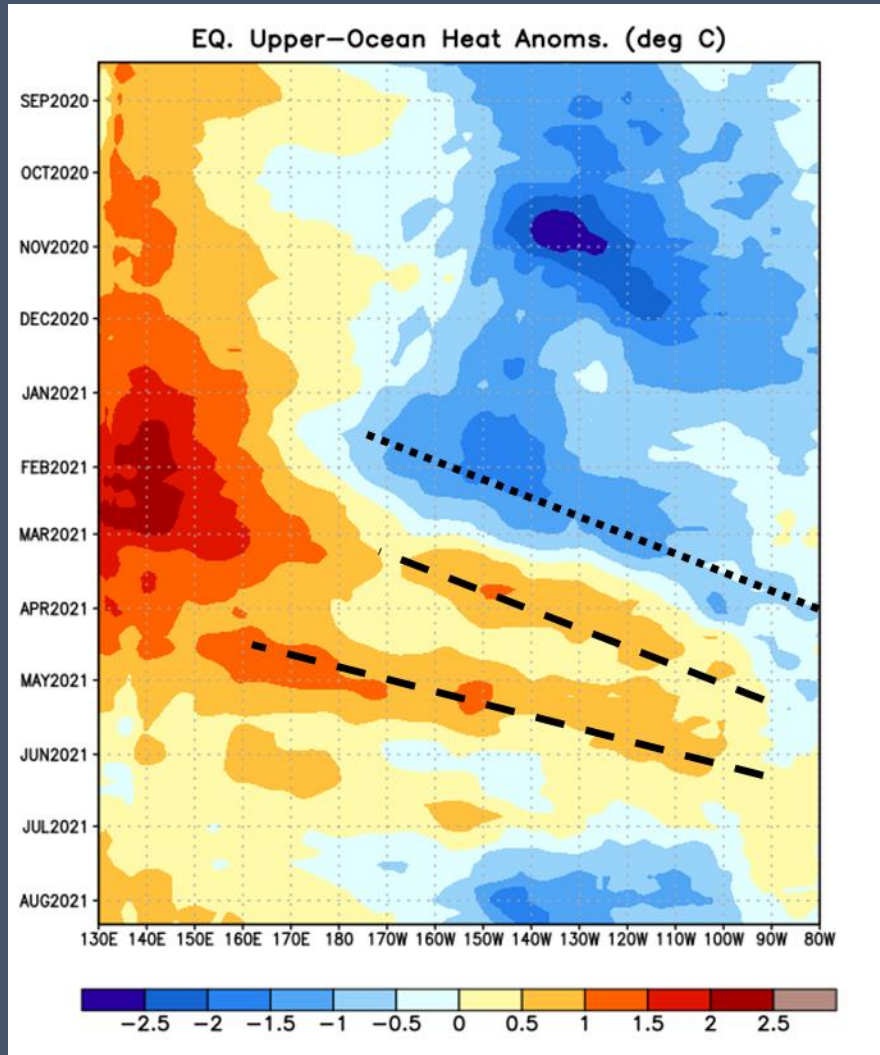 EQ. Upper-Ocean Heat Anoms. (deg C)
SEP2020
OCT2020
NOV2020
DEC2020
JAN2021
FEB2021
MAR2021
APR2021
MAY2021
JUN2021
JUL2021
AUG2021
130E 140E 150E 160E 170E 180 170W 160W 150W 140W 130W 120W 110W 100W 90W 80W
-2.5 -2 -1.5 -1 -0.5 0 0.5 1 1.5 2 2.5